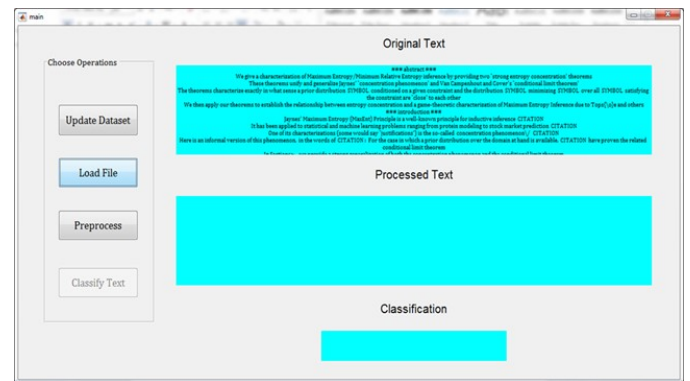 main
Original Text
Choose Operations
*** abstract ***
We give a characterization of Maximum Entropy/Minimum Relative Entropy inference by providing two 'strong entropy concentration' theorems
These theorems unify and generalize Jaynes' 'concentration phenomenon' and Van Campenhout and Cover's 'conditional limit theorem'
The theorems characterize exactly in what sense a prior distribution SYMBOL conditioned on a given constraint and the distribution SYMBOL minimizing SYMBOL over all SYMBOL satisfying
the constraint are 'close' to each other
We then apply our theorems to establish the relationship between entropy concentration and a game-theoretic characterization of Maximum Entropy Inference due to Tops{\o}e and others
*** introduction ***
Jaynes' Maximum Entropy (MaxEnt) Principle is a well-known principle for inductive inference CITATION
It has been applied to statistical and machine learning problems ranging from protein modeling to stock market prediction CITATION
One of its characterizations (some would say 'justifications') is the so-called concentration phenomenon\/ CITATION
Here is an informal version of this phenomenon, in the words of CITATION : For the case in which a prior distribution over the domain at hand is available, CITATION have proven the related
conditional limit theorem
Update Dataset
Load File
Processed Text
Preprocess
Classify Text
Classification